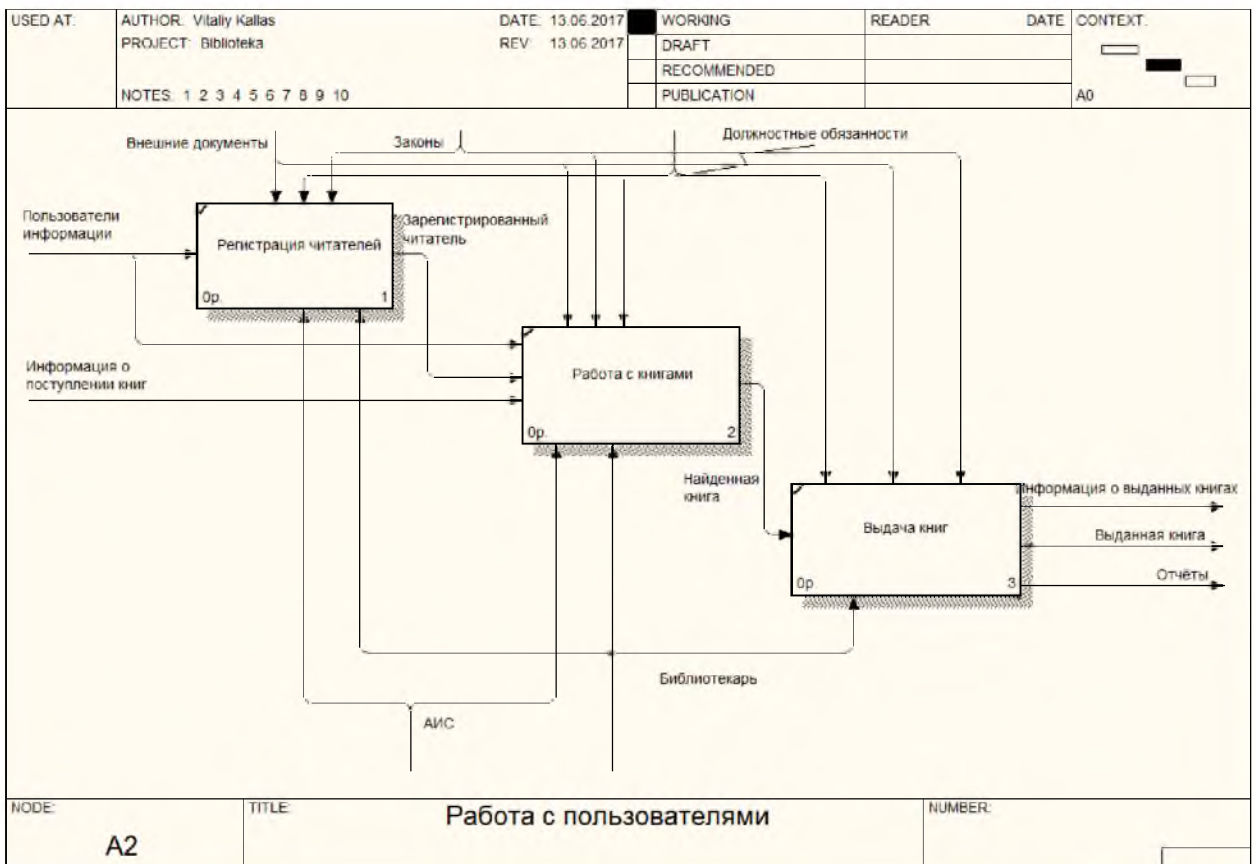 USED AT:
AUTHOR: Vitaliy Kallas
DATE: 13.06.2017
WORKING
READER
DATE
CONTEXT:
PROJECT: Biblioteka
REV: 13.06.2017
DRAFT
RECOMMENDED
NOTES: 1 2 3 4 5 6 7 8 9 10
PUBLICATION
A0
Внешние документы
Законы
Должностные обязанности
Пользователи
информации
Зарегистрированный
читатель
Регистрация читателей
0р.
1
Информация о
поступлении книг
Работа с книгами
0р.
2
Найденная
книга
Информация о выданных книгах
Выдача книг
Выданная книга
Отчёты
0р.
3
Библиотекарь
АИС
NODE:
TITLE:
Работа с пользователями
NUMBER:
A2